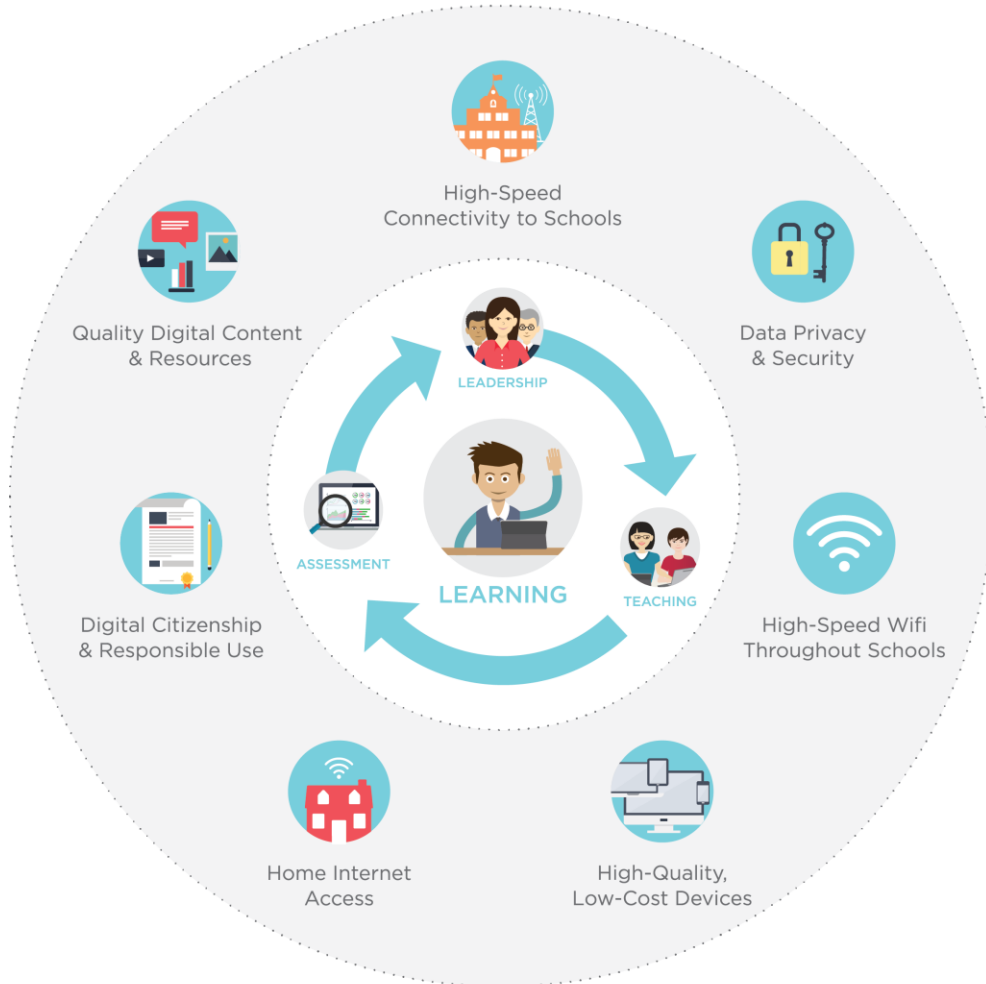 High-Speed
Connectivity to Schools
Data Privacy
& Security
High-Speed Wifi
Throughout Schools
High-Quality,
Low-Cost Devices
Home Internet
Access
Digital Citizenship
& Responsible Use
Quality Digital Content
& Resources
LEADERSHIP
TEACHING
ASSESSMENT
LEARNING